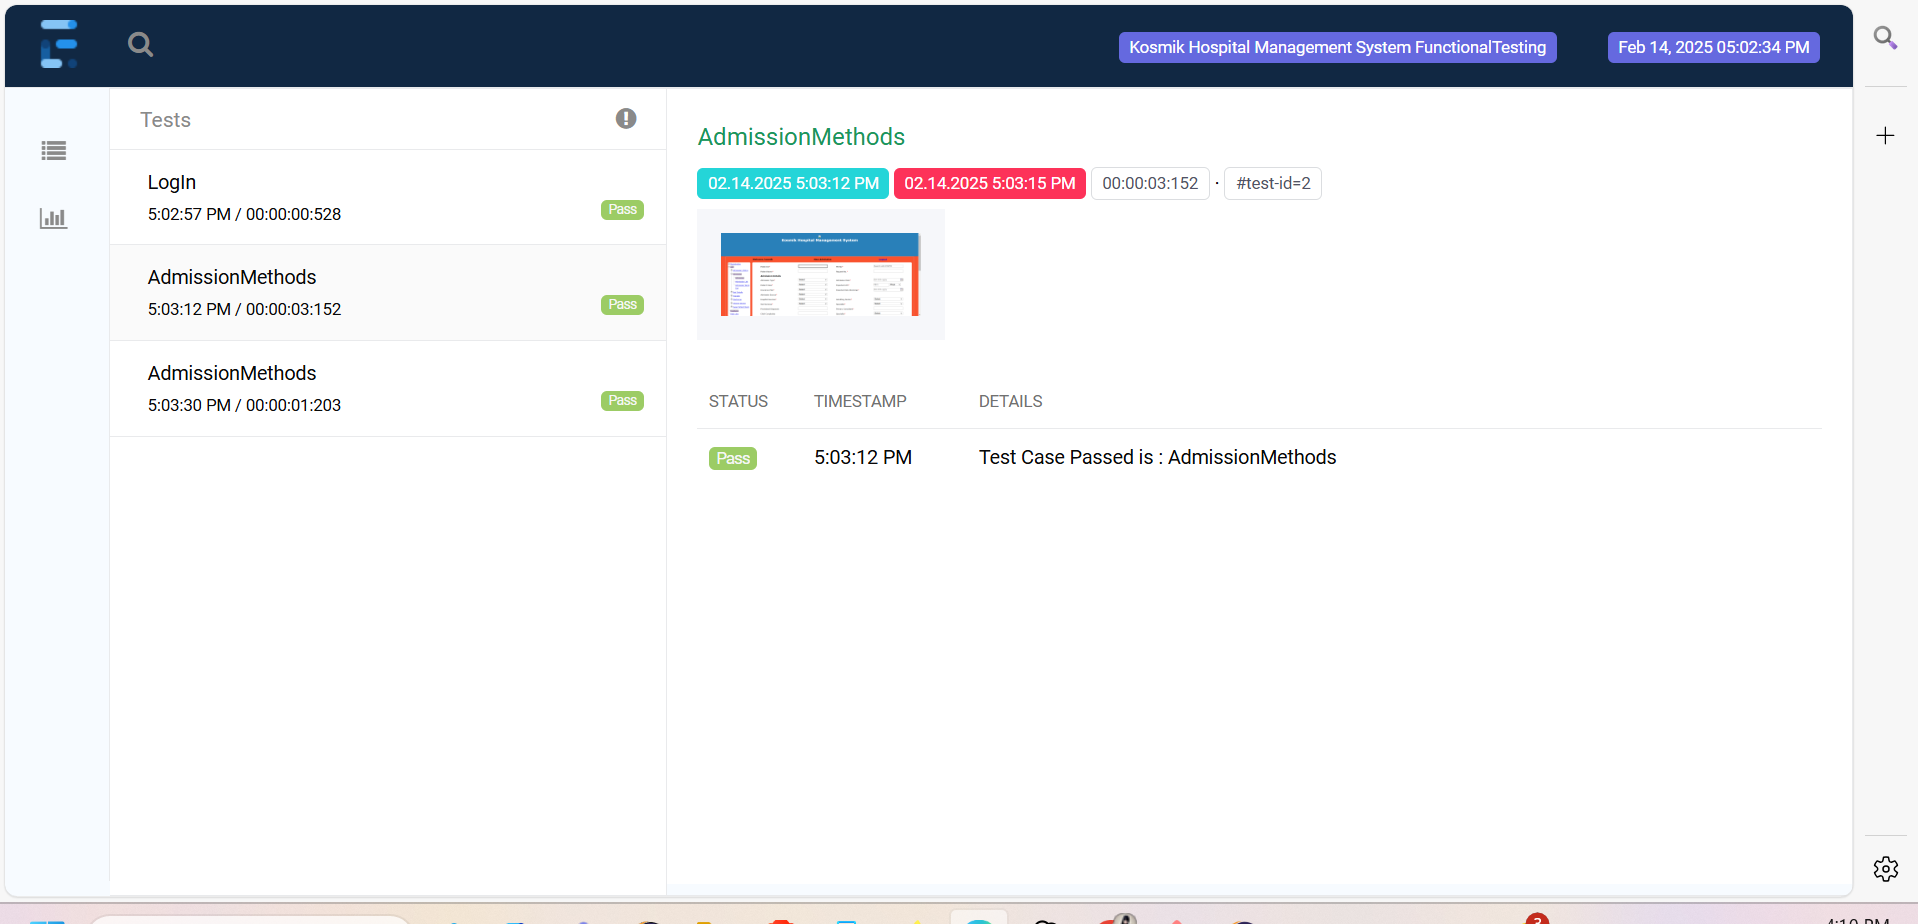 Kosmik Hospital Management System FunctionalTesting
Feb 14, 2025 05:02:34 PM
Tests
LogIn
5:02:57 PM / 00:00:00:528
Pass
AdmissionMethods
5:03:12 PM / 00:00:03:152
Pass
AdmissionMethods
5:03:30 PM / 00:00:01:203
Pass
AdmissionMethods
02.14.2025 5:03:12 PM 02.14.2025 5:03:15 PM 00:00:03:152 · #test-id=2
Kosmik Hospital Management System
STATUS TIMESTAMP DETAILS
Pass 5:03:12 PM Test Case Passed is : AdmissionMethods